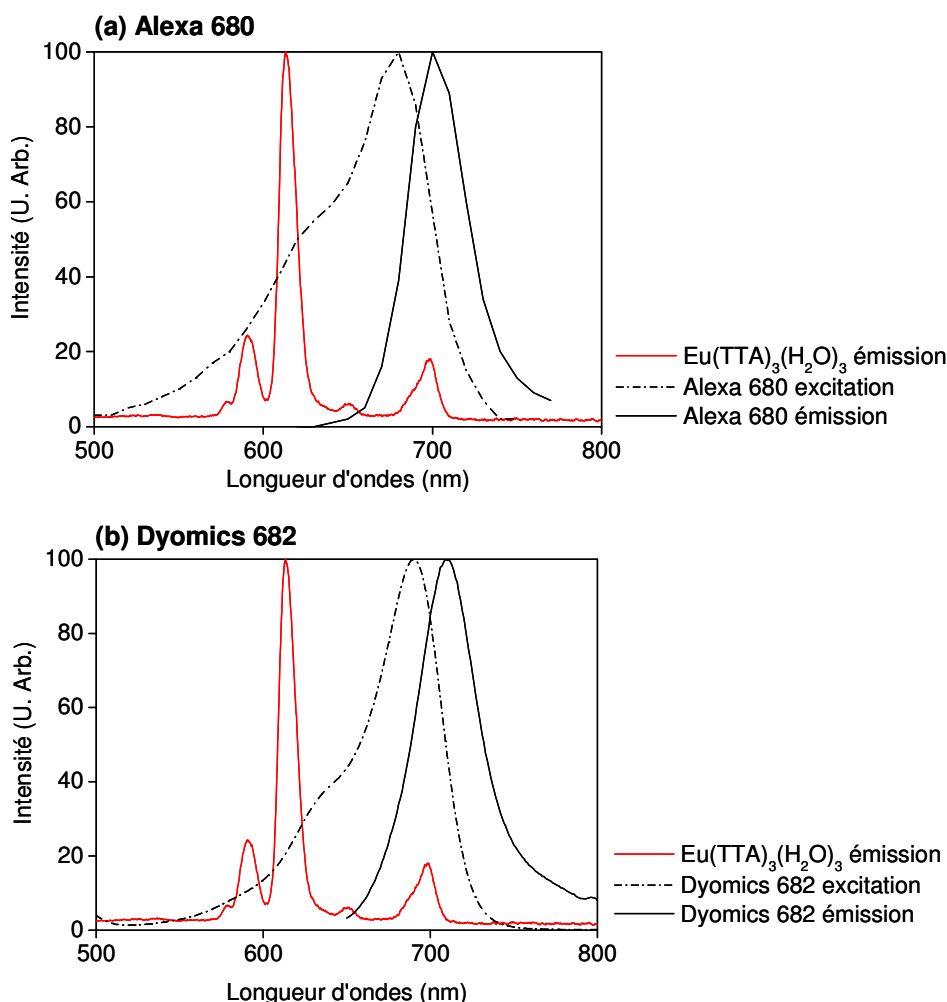 (a) Alexa 680
100
80
60
40
20
0
Intensité (U. Arb.)
500
600
700
800
Longueur d'ondes (nm)
Eu(TTA)₃(H₂O)₃ émission
Alexa 680 excitation
Alexa 680 émission
(b) Dyomics 682
100
80
60
40
20
0
Intensité (U. Arb.)
500
600
700
800
Longueur d'ondes (nm)
Eu(TTA)₃(H₂O)₃ émission
Dyomics 682 excitation
Dyomics 682 émission